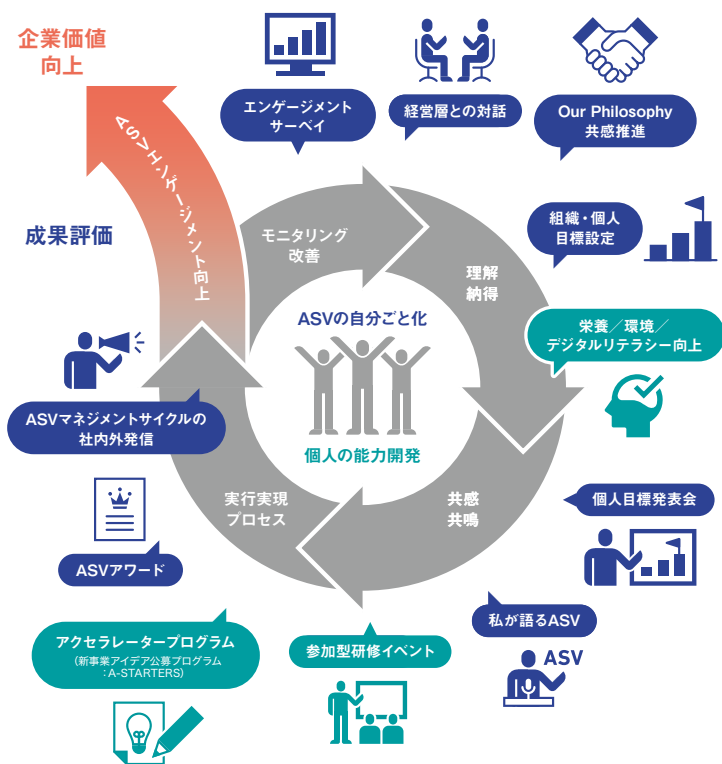 企業価値
向上
エンゲージメント
サーベイ
経営層との対話
Our Philosophy
共感推進
ASVエンゲージメント向上
成果評価
モニタリング
改善
組織・個人
目標設定
理解
納得
ASVの自分ごと化
栄養／環境／
デジタルリテラシー向上
ASVマネジメントサイクルの
社内外発信
個人の能力開発
実行実現
プロセス
共感
共鳴
個人目標発表会
ASVアワード
私が語るASV
アクセラレータープログラム
（新事業アイデア公募プログラム
：A-STARTERS）
参加型研修イベント
ASV